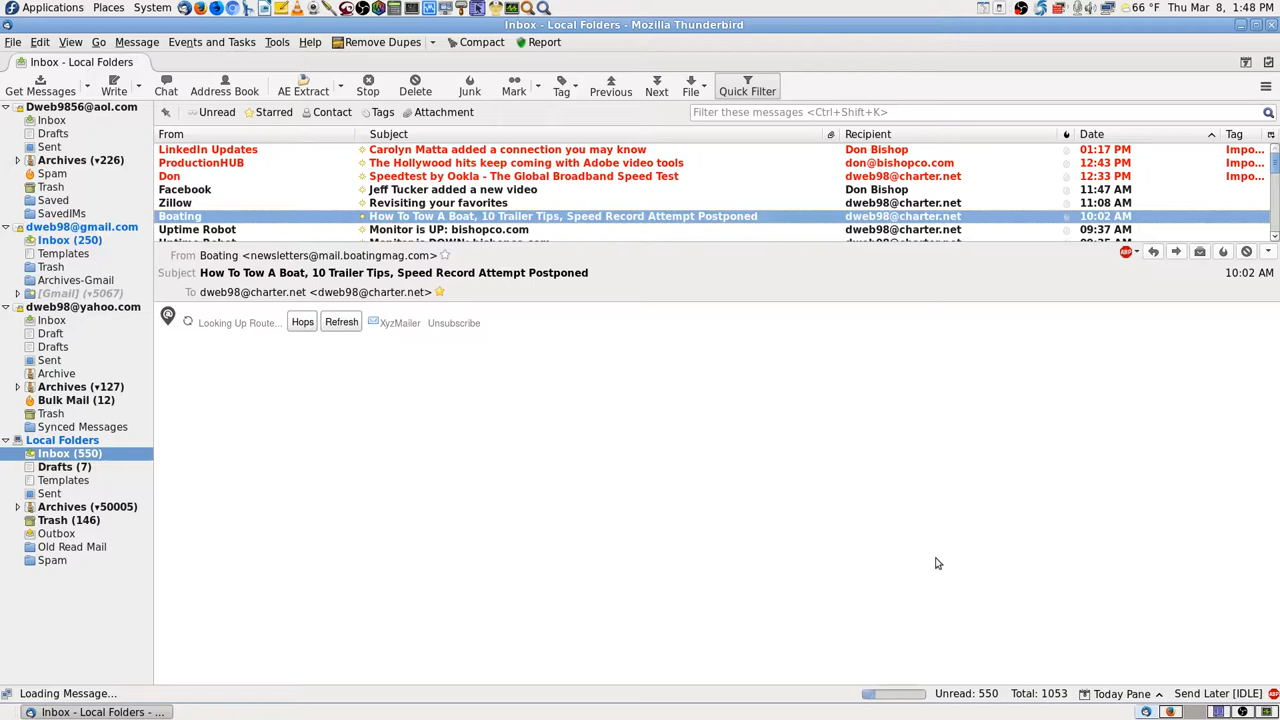 Applications Places System 66 °F Thu Mar 8, 1:48 PM
Inbox - Local Folders - Mozilla Thunderbird
File Edit View Go Message Events and Tasks Tools Help Remove Dupes Compact Report
Inbox - Local Folders
Get Messages Write Chat Address Book AE Extract Stop Delete Junk Mark Tag Previous Next File Quick Filter
Unread Starred Contact Tags Attachment Filter these messages <Ctrl+Shift+K>
From Subject Recipient Date Tag
LinkedIn Updates Carolyn Matta added a connection you may know Don Bishop 01:17 PM Impo...
ProductionHUB The Hollywood hits keep coming with Adobe video tools don@bishopco.com 12:43 PM Impo...
Don Speedtest by Ookla - The Global Broadband Speed Test dweb98@charter.net 12:33 PM Impo...
Facebook Jeff Tucker added a new video Don Bishop 11:47 AM
Zillow Revisiting your favorites dweb98@charter.net 11:08 AM
Boating How To Tow A Boat, 10 Trailer Tips, Speed Record Attempt Postponed dweb98@charter.net 10:02 AM
Uptime Robot Monitor is UP: bishopco.com dweb98@charter.net 09:37 AM
From Boating <newsletters@mail.boatingmag.com>
Subject How To Tow A Boat, 10 Trailer Tips, Speed Record Attempt Postponed 10:02 AM
To dweb98@charter.net <dweb98@charter.net>
Looking Up Route... Hops Refresh XyzMailer Unsubscribe
Dweb9856@aol.com
Inbox
Drafts
Sent
Archives (▾226)
Spam
Trash
Saved
SavedIMs
dweb98@gmail.com
Inbox (250)
Templates
Trash
Archives-Gmail
[Gmail] (▾5067)
dweb98@yahoo.com
Inbox
Draft
Drafts
Sent
Archive
Archives (▾127)
Bulk Mail (12)
Trash
Synced Messages
Local Folders
Inbox (550)
Drafts (7)
Templates
Sent
Archives (▾50005)
Trash (146)
Outbox
Old Read Mail
Spam
Loading Message... Unread: 550 Total: 1053 Today Pane Send Later [IDLE] ABP
Inbox - Local Folders - ...